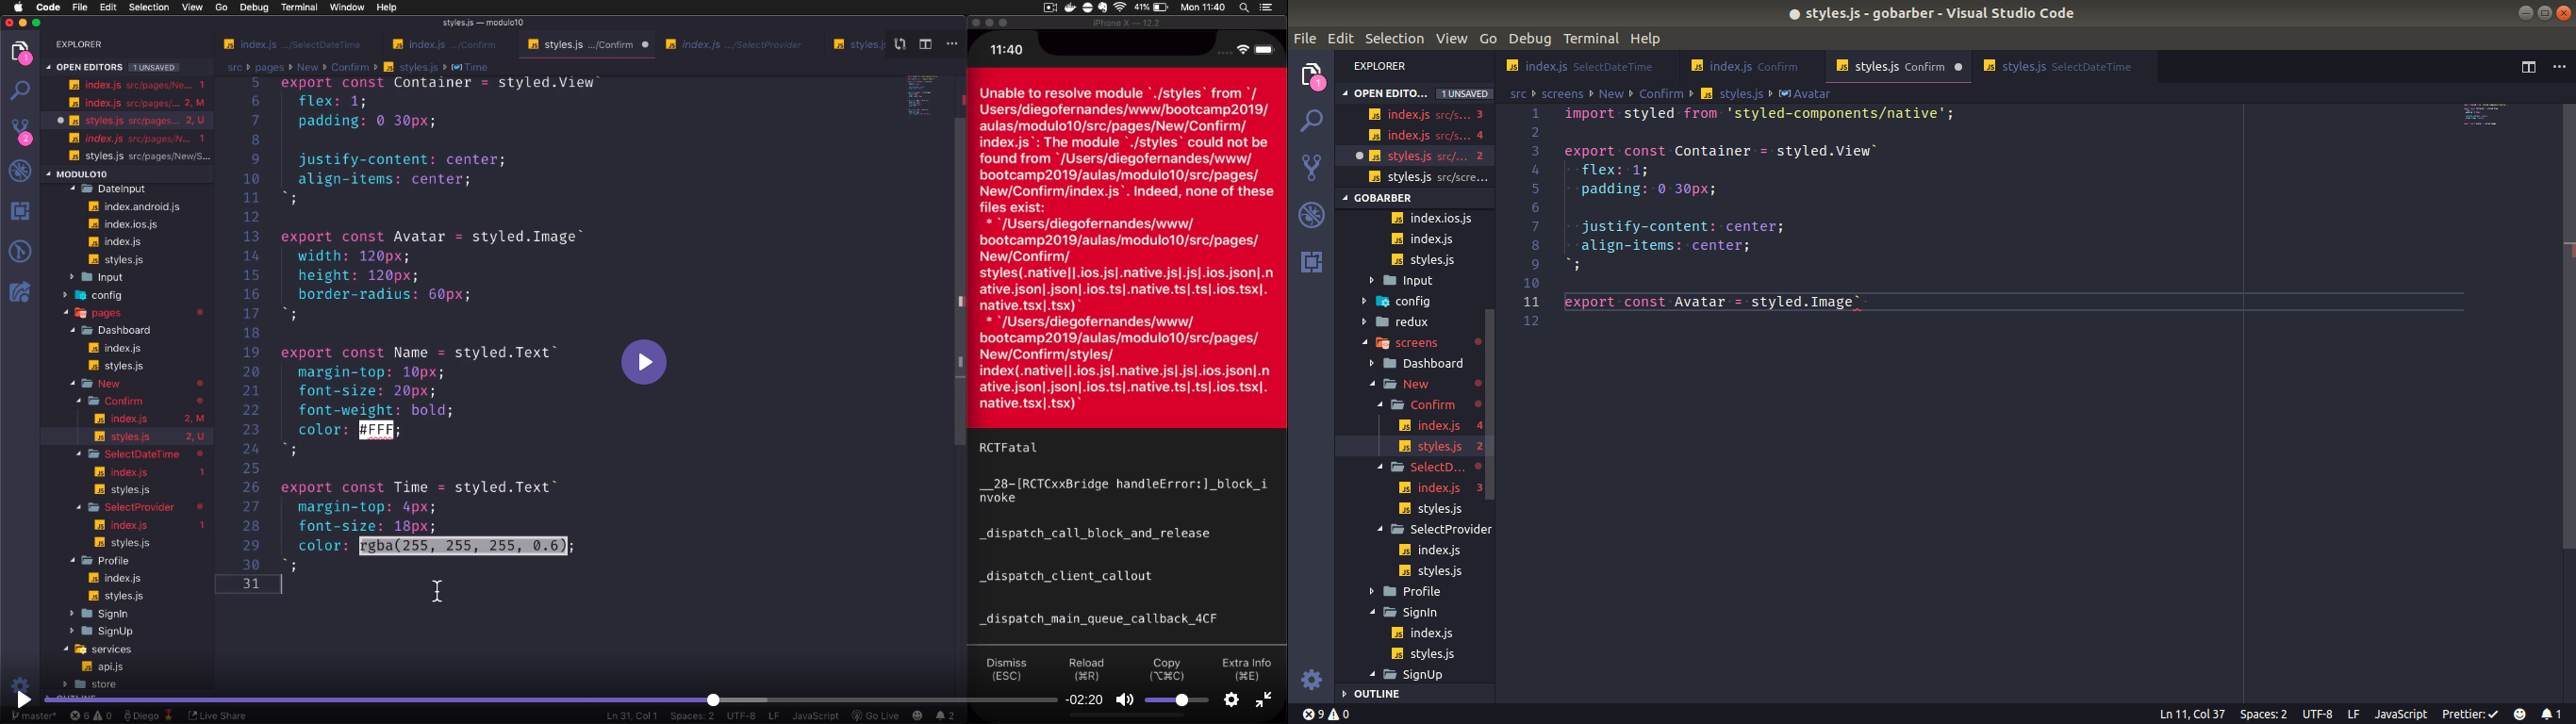 Code File Edit Selection View Go Debug Terminal Window Help
41% Mon 11:40
styles.js — modulo10
EXPLORER
OPEN EDITORS 1 UNSAVED
index.js src/pages/Ne... 1
index.js src/pages/... 2, M
styles.js src/pages... 2, U
index.js src/pages/N... 1
styles.js src/pages/New/S...
MODULO10
DateInput
index.android.js
index.ios.js
index.js
styles.js
Input
config
pages
Dashboard
index.js
styles.js
New
Confirm
index.js 2, M
styles.js 2, U
SelectDateTime
index.js 1
styles.js
SelectProvider
index.js 1
styles.js
Profile
index.js
styles.js
SignIn
SignUp
services
api.js
store
index.js .../SelectDateTime
index.js .../Confirm
styles.js .../Confirm
index.js .../SelectProvider
styles.js
src pages New Confirm styles.js Time
5 export const Container = styled.View`
6 flex: 1;
7 padding: 0 30px;
8
9 justify-content: center;
10 align-items: center;
11 `;
12
13 export const Avatar = styled.Image`
14 width: 120px;
15 height: 120px;
16 border-radius: 60px;
17 `;
18
19 export const Name = styled.Text`
20 margin-top: 10px;
21 font-size: 20px;
22 font-weight: bold;
23 color: #FFF;
24 `;
25
26 export const Time = styled.Text`
27 margin-top: 4px;
28 font-size: 18px;
29 color: rgba(255, 255, 255, 0.6);
30 `;
31
master* 6 0 Diego Live Share
Ln 31, Col 1 Spaces: 2 UTF-8 LF JavaScript Go Live 2
-02:20
iPhone X — 12.2
11:40
Unable to resolve module `./styles` from `/
Users/diegofernandes/www/bootcamp2019/
aulas/modulo10/src/pages/New/Confirm/
index.js`: The module `./styles` could not be
found from `/Users/diegofernandes/www/
bootcamp2019/aulas/modulo10/src/pages/
New/Confirm/index.js`. Indeed, none of these
files exist:
* `/Users/diegofernandes/www/
bootcamp2019/aulas/modulo10/src/pages/
New/Confirm/
styles(.native||.ios.js|.native.js|.js|.ios.json|.n
ative.json|.json|.ios.ts|.native.ts|.ts|.ios.tsx|.
native.tsx|.tsx)`
* `/Users/diegofernandes/www/
bootcamp2019/aulas/modulo10/src/pages/
New/Confirm/styles/
index(.native||.ios.js|.native.js|.js|.ios.json|.n
ative.json|.json|.ios.ts|.native.ts|.ts|.ios.tsx|.
native.tsx|.tsx)`
RCTFatal
__28-[RCTCxxBridge handleError:]_block_i
nvoke
_dispatch_call_block_and_release
_dispatch_client_callout
_dispatch_main_queue_callback_4CF
Dismiss Reload Copy Extra Info
(ESC) (⌘R) (⌥⌘C) (⌘E)
styles.js - gobarber - Visual Studio Code
File Edit Selection View Go Debug Terminal Help
EXPLORER
OPEN EDITO... 1 UNSAVED
index.js src/s... 3
index.js src/s... 4
styles.js src/... 2
styles.js src/scre...
GOBARBER
index.ios.js
index.js
styles.js
Input
config
redux
screens
Dashboard
New
Confirm
index.js 4
styles.js 2
SelectD...
index.js 3
styles.js
SelectProvider
index.js
styles.js
Profile
SignIn
index.js
styles.js
SignUp
OUTLINE
index.js SelectDateTime
index.js Confirm
styles.js Confirm
styles.js SelectDateTime
src screens New Confirm styles.js Avatar
1 import styled from 'styled-components/native';
2
3 export const Container = styled.View`
4 flex: 1;
5 padding: 0 30px;
6
7 justify-content: center;
8 align-items: center;
9 `;
10
11 export const Avatar = styled.Image`
12
9 0
Ln 11, Col 37 Spaces: 2 UTF-8 LF JavaScript Prettier: ✓ 1